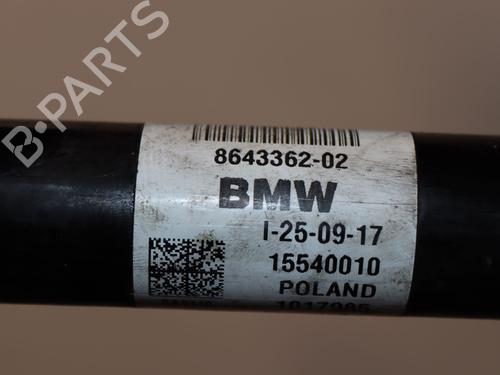 8643362-02
BMW
I-25-09-17
15540010
POLAND
B-PARTS